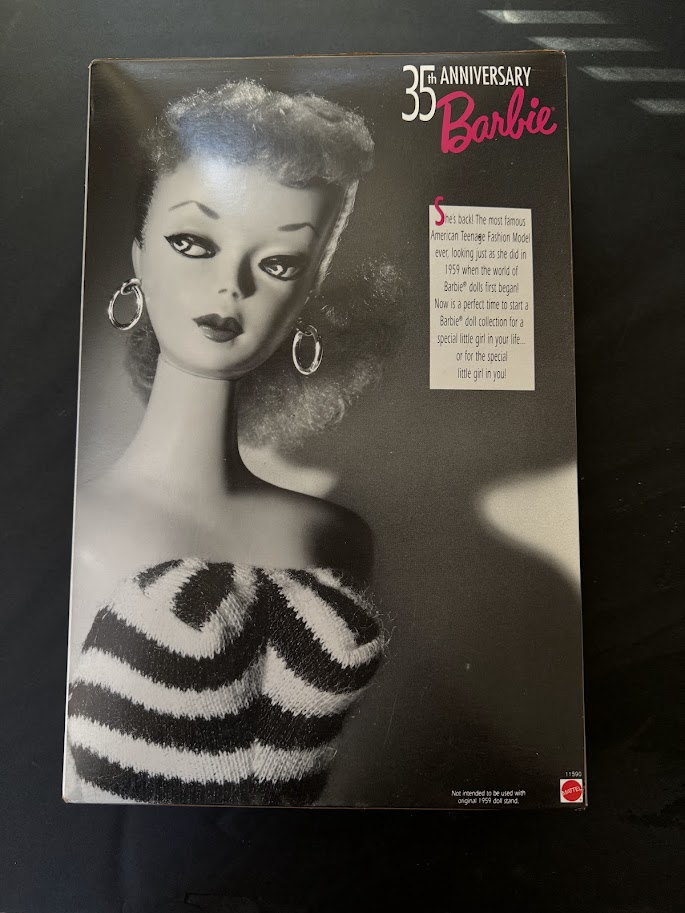 35th ANNIVERSARY
Barbie®
She's back! The most famous
American Teenage Fashion Model
ever, looking just as she did in
1959 when the world of
Barbie® dolls first began!
Now is a perfect time to start a
Barbie® doll collection for a
special little girl in your life...
or for the special
little girl in you!
11590
Not intended to be used with
original 1959 doll stand.
MATTEL